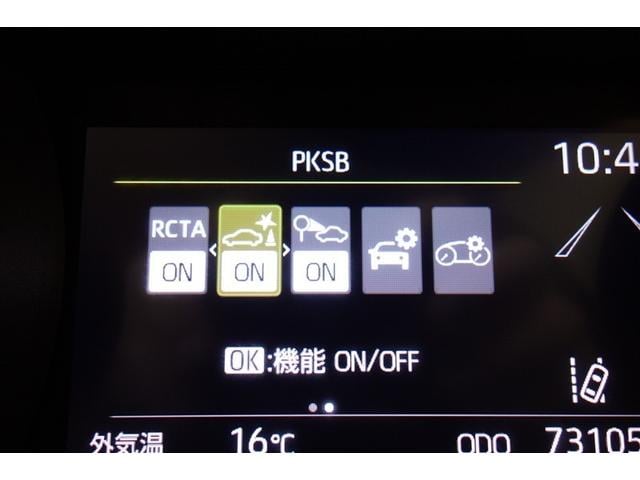 PKSB
10:4
RCTA
ON
ON
ON
OK:機能 ON/OFF
外気温 16℃ ODO 73105